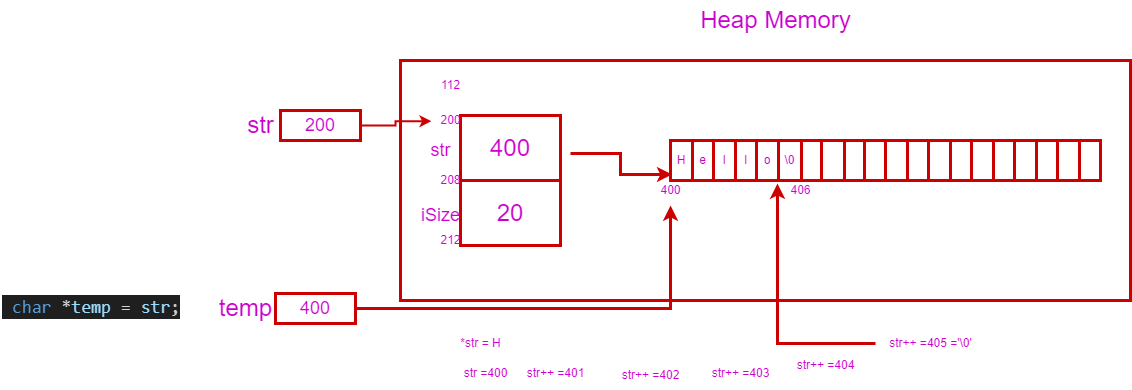 Heap Memory
112
200
str
200
str
400
208
iSize
20
212
H
e
l
l
o
\0
400
406
char *temp = str;
temp
400
*str = H
str++ =405 ='\0'
str =400
str++ =401
str++ =402
str++ =403
str++ =404